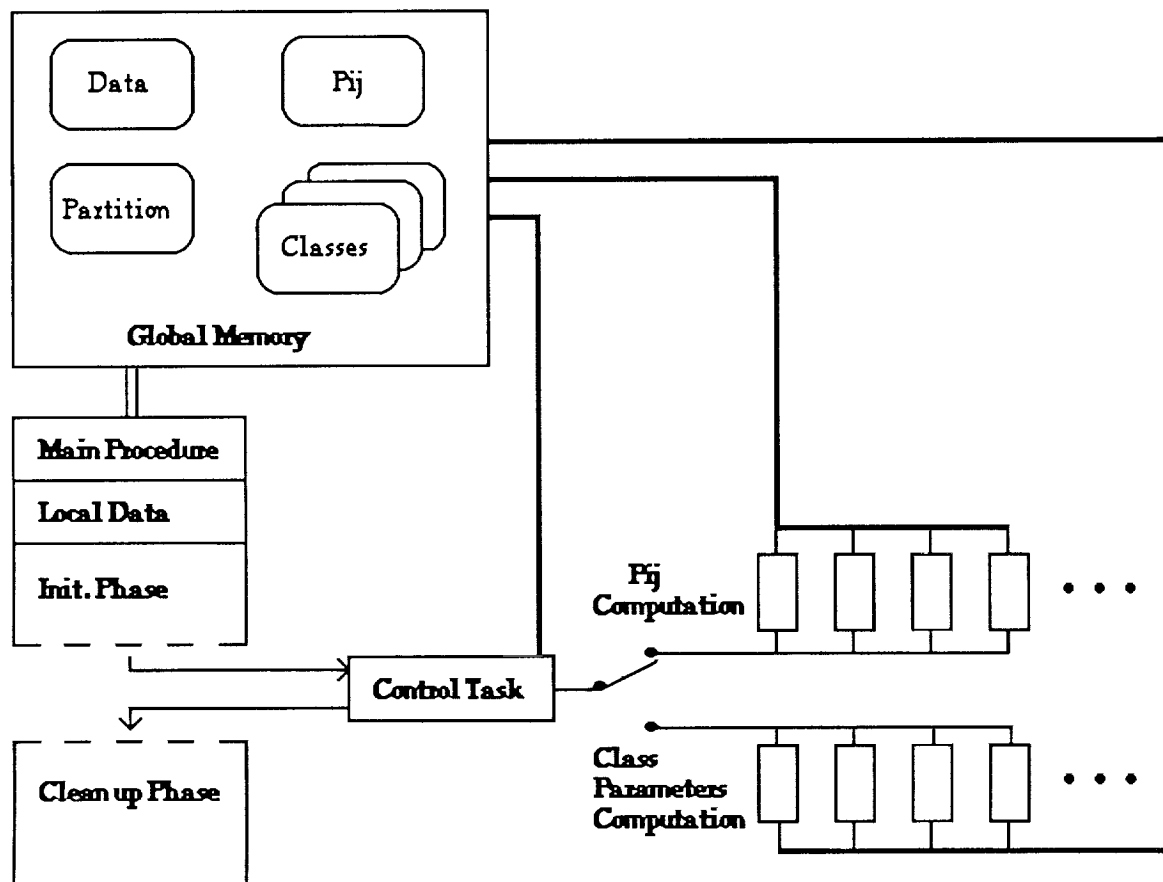 Data
Pij
Partition
Classes
Global Memory
Main Procedure
Local Data
Init. Phase
Pij
Computation
Control Task
Class
Parameters
Computation
Clean up Phase